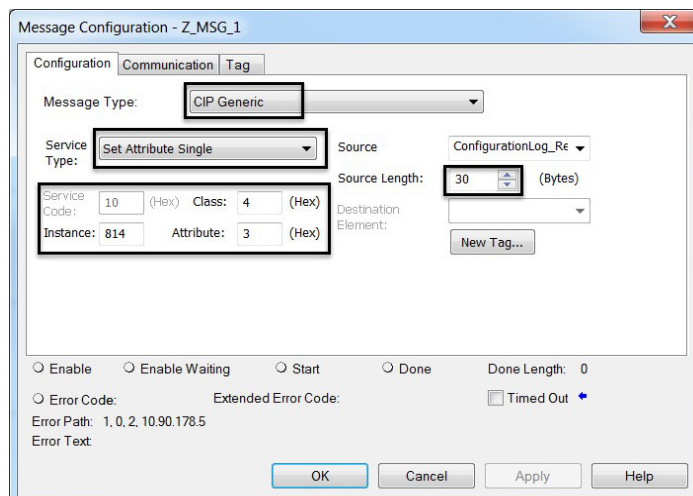 Message Configuration - Z_MSG_1
Configuration Communication Tag
Message Type: CIP Generic
Service Type: Set Attribute Single
Source ConfigurationLog_Re
Source Length: 30 (Bytes)
Service Code: 10 (Hex) Class: 4 (Hex)
Destination Element:
Instance: 814 Attribute: 3 (Hex)
New Tag...
Enable Enable Waiting Start Done Done Length: 0
Error Code: Extended Error Code: Timed Out
Error Path: 1, 0, 2, 10.90.178.5
Error Text:
OK Cancel Apply Help